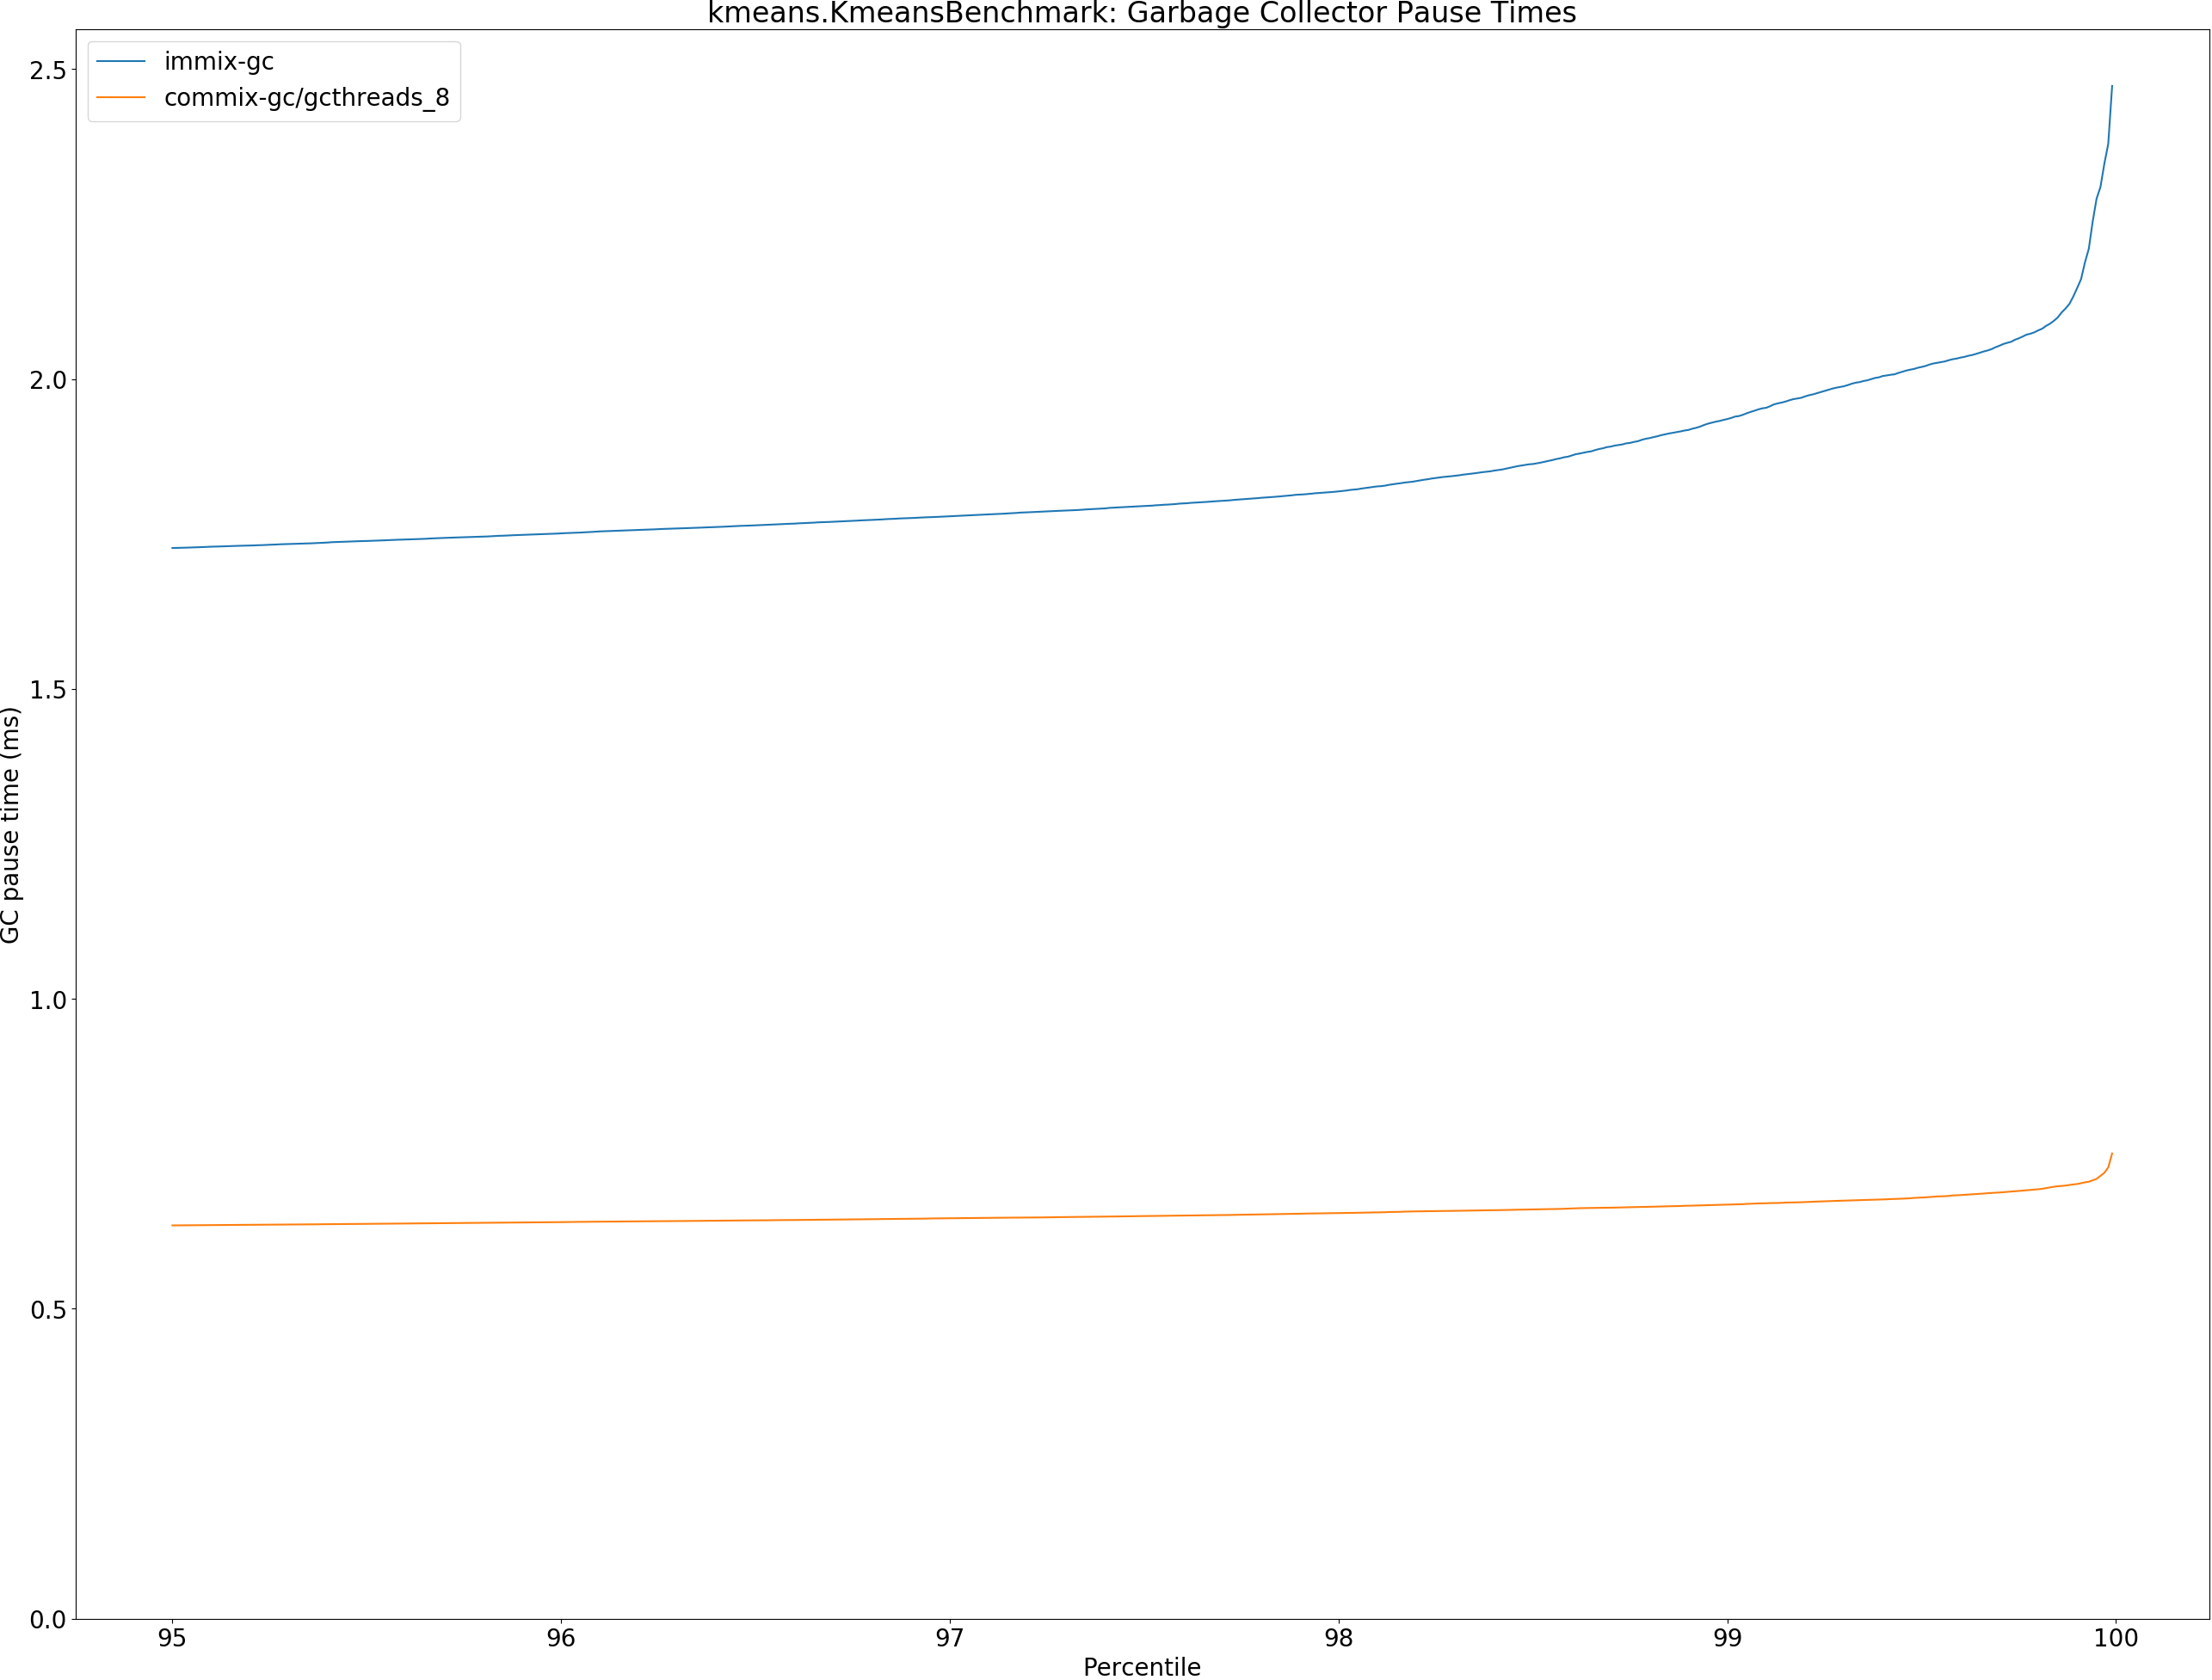 kmeans.KmeansBenchmark: Garbage Collector Pause Times
immix-gc
commix-gc/gcthreads_8
2.5
2.0
1.5
1.0
0.5
0.0
GC pause time (ms)
95 96 97 98 99 100
Percentile